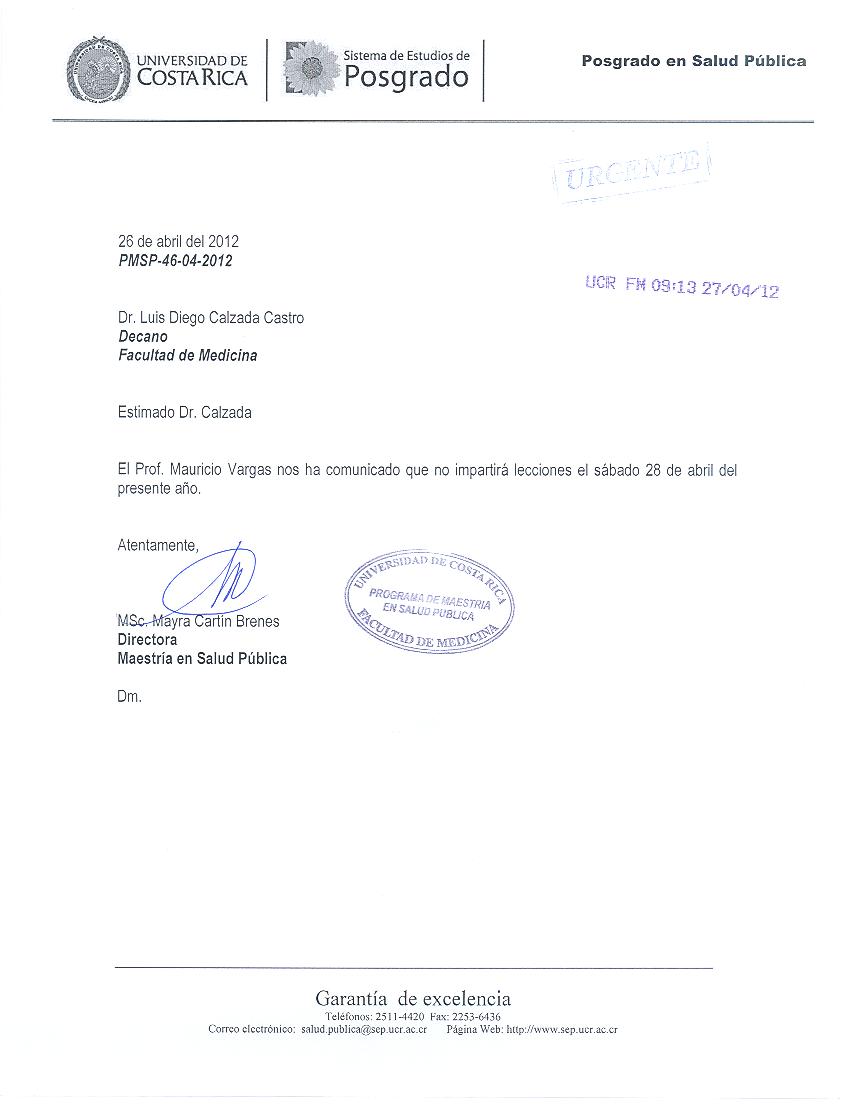 UNIVERSIDAD DE
COSTA RICA
Sistema de Estudios de
Posgrado
Posgrado en Salud Pública
URGENTE
26 de abril del 2012
PMSP-46-04-2012
UCR FM 09:13 27/04/12
Dr. Luis Diego Calzada Castro
Decano
Facultad de Medicina
Estimado Dr. Calzada
El Prof. Mauricio Vargas nos ha comunicado que no impartirá lecciones el sábado 28 de abril del
presente año.
Atentamente,
UNIVERSIDAD DE COSTA RICA
PROGRAMA DE MAESTRIA
EN SALUD PUBLICA
FACULTAD DE MEDICINA
MSc. Mayra Cartín Brenes
Directora
Maestría en Salud Pública
Dm.
Garantía de excelencia
Teléfonos: 2511-4420 Fax: 2253-6436
Correo electrónico: salud.publica@sep.ucr.ac.cr Página Web: http://www.sep.ucr.ac.cr